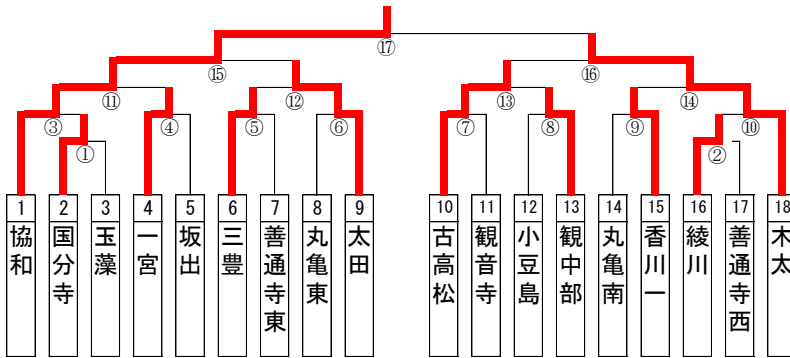 ⑰
⑮
⑯
⑪
⑫
⑬
⑭
③
④
⑤
⑥
⑦
⑧
⑨
⑩
①
②
1
2
3
4
5
6
7
8
9
10
11
12
13
14
15
16
17
18
協和
国分寺
玉藻
一宮
坂出
三豊
善通寺東
丸亀東
太田
古高松
観音寺
小豆島
観中部
丸亀南
香川一
綾川
善通寺西
木太